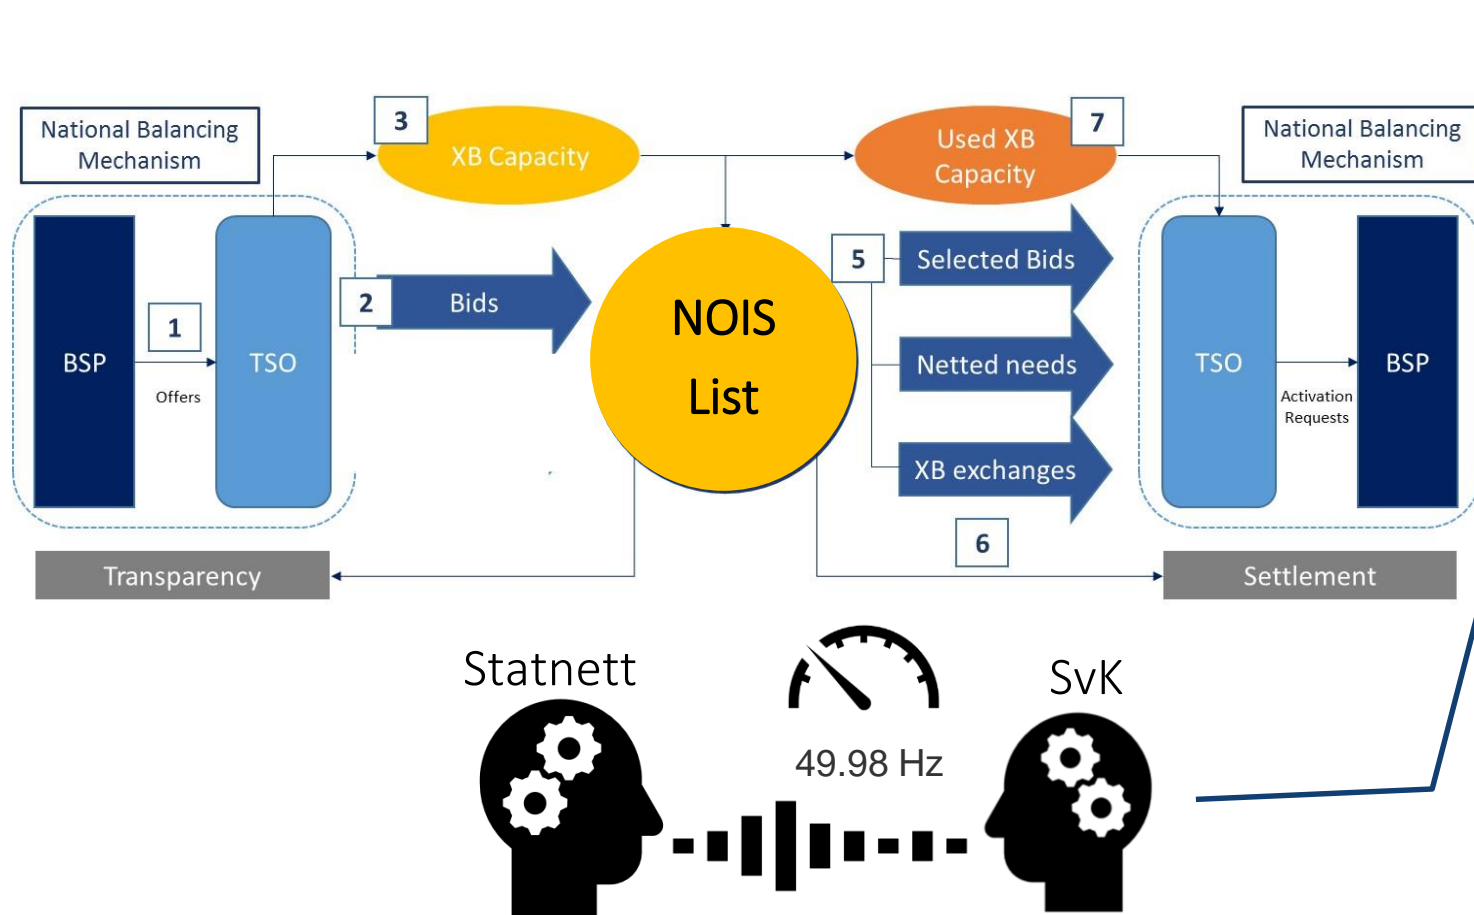 National Balancing
Mechanism
3
XB Capacity
Used XB
Capacity
7
National Balancing
Mechanism
BSP
1
Offers
TSO
2
Bids
NOIS
List
5
Selected Bids
Netted needs
XB exchanges
6
TSO
Activation
Requests
BSP
Transparency
Settlement
Statnett
SvK
49.98 Hz